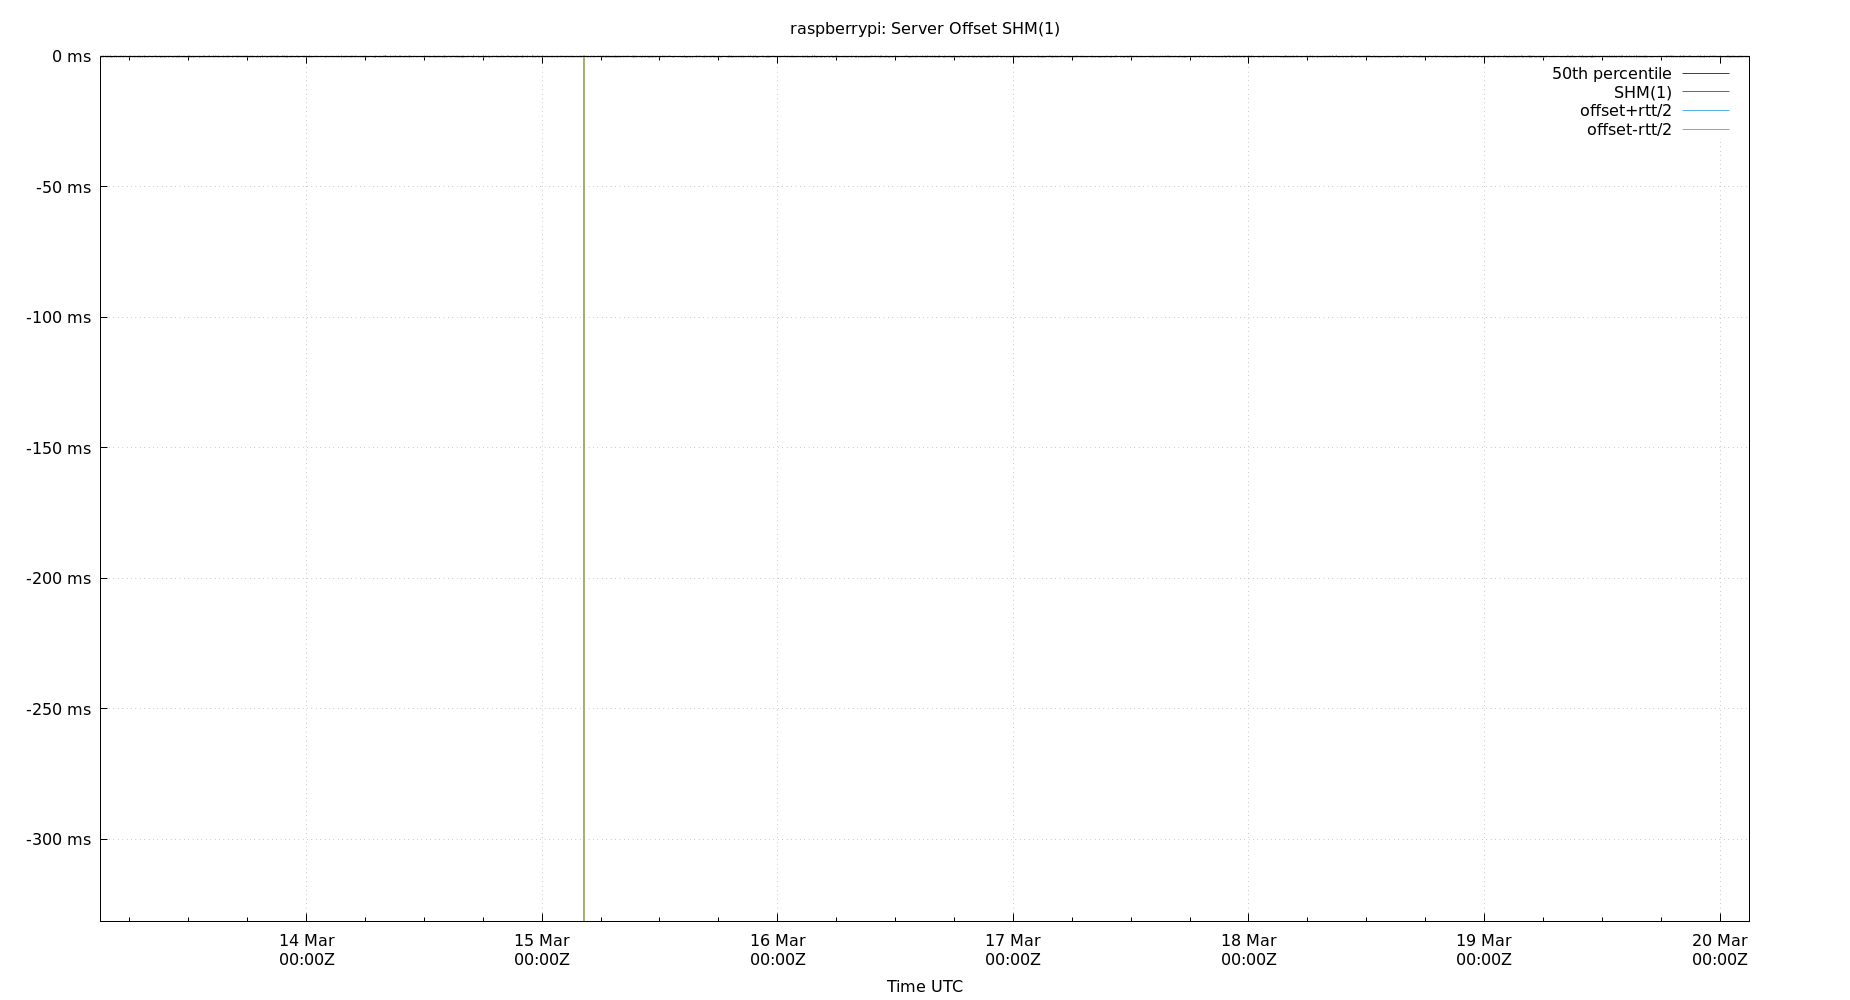 raspberrypi: Server Offset SHM(1)
0 ms
50th percentile
SHM(1)
offset+rtt/2
offset-rtt/2
-50 ms
-100 ms
-150 ms
-200 ms
-250 ms
-300 ms
14 Mar 15 Mar 16 Mar 17 Mar 18 Mar 19 Mar 20 Mar
00:00Z 00:00Z 00:00Z 00:00Z 00:00Z 00:00Z 00:00Z
Time UTC